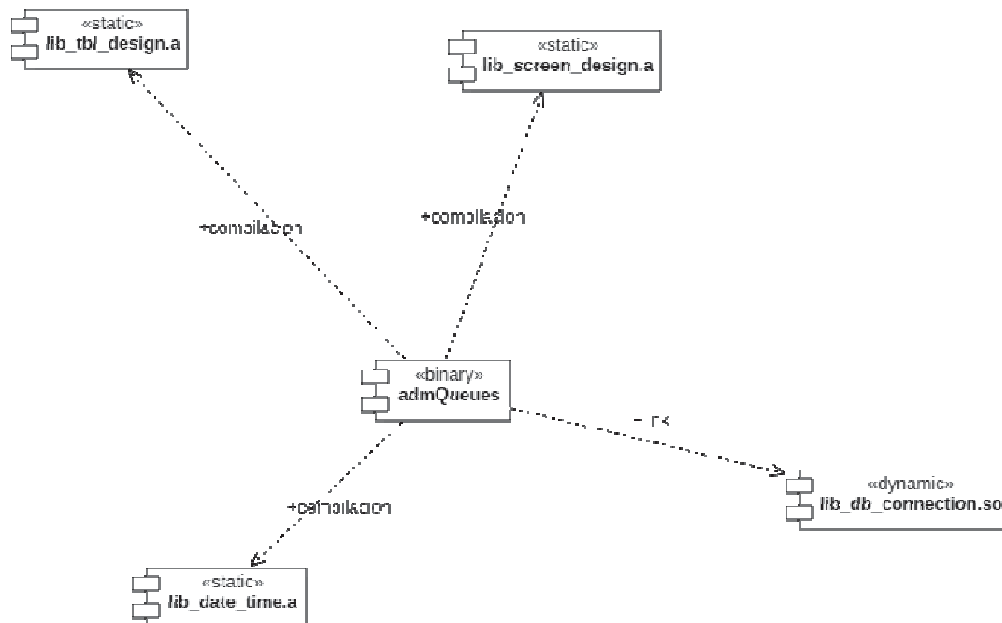 «static»
lib_tbl_design.a
«static»
lib_screen_design.a
+compilation
+compilation
«binary»
admQueues
+compilation
«dynamic»
lib_db_connection.so
«static»
lib_date_time.a